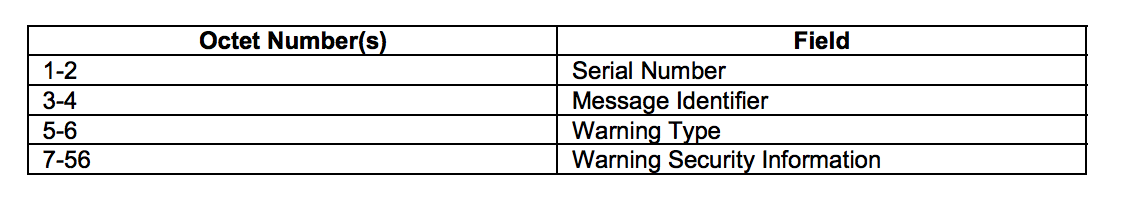 Octet Number(s) Field
1-2 Serial Number
3-4 Message Identifier
5-6 Warning Type
7-56 Warning Security Information